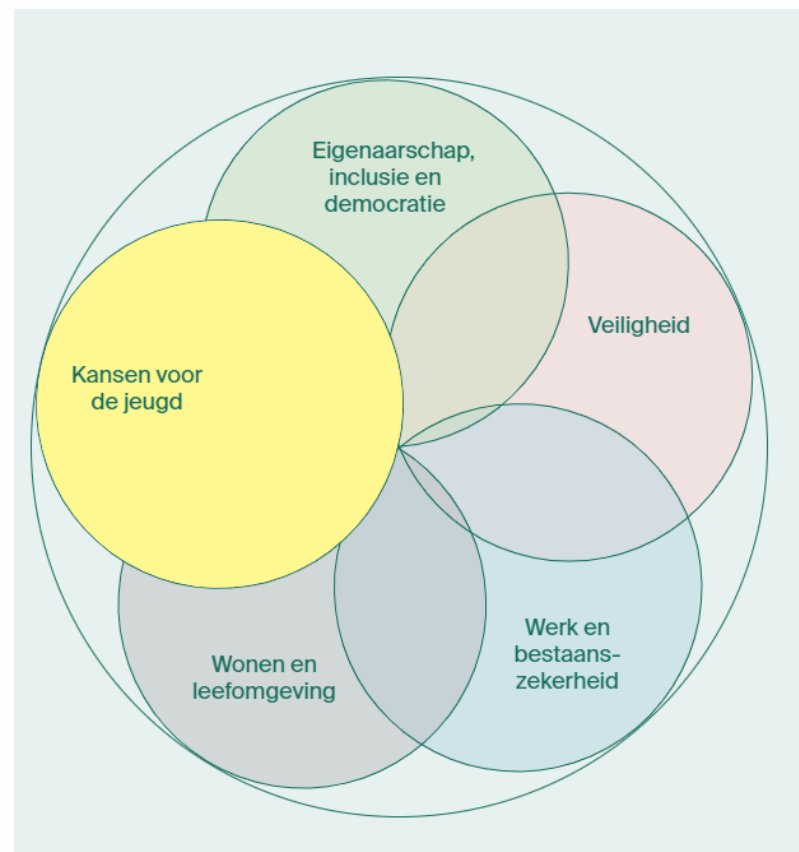 Eigenaarschap,
inclusie en
democratie
Veiligheid
Kansen voor
de jeugd
Werk en
bestaans-
zekerheid
Wonen en
leefomgeving